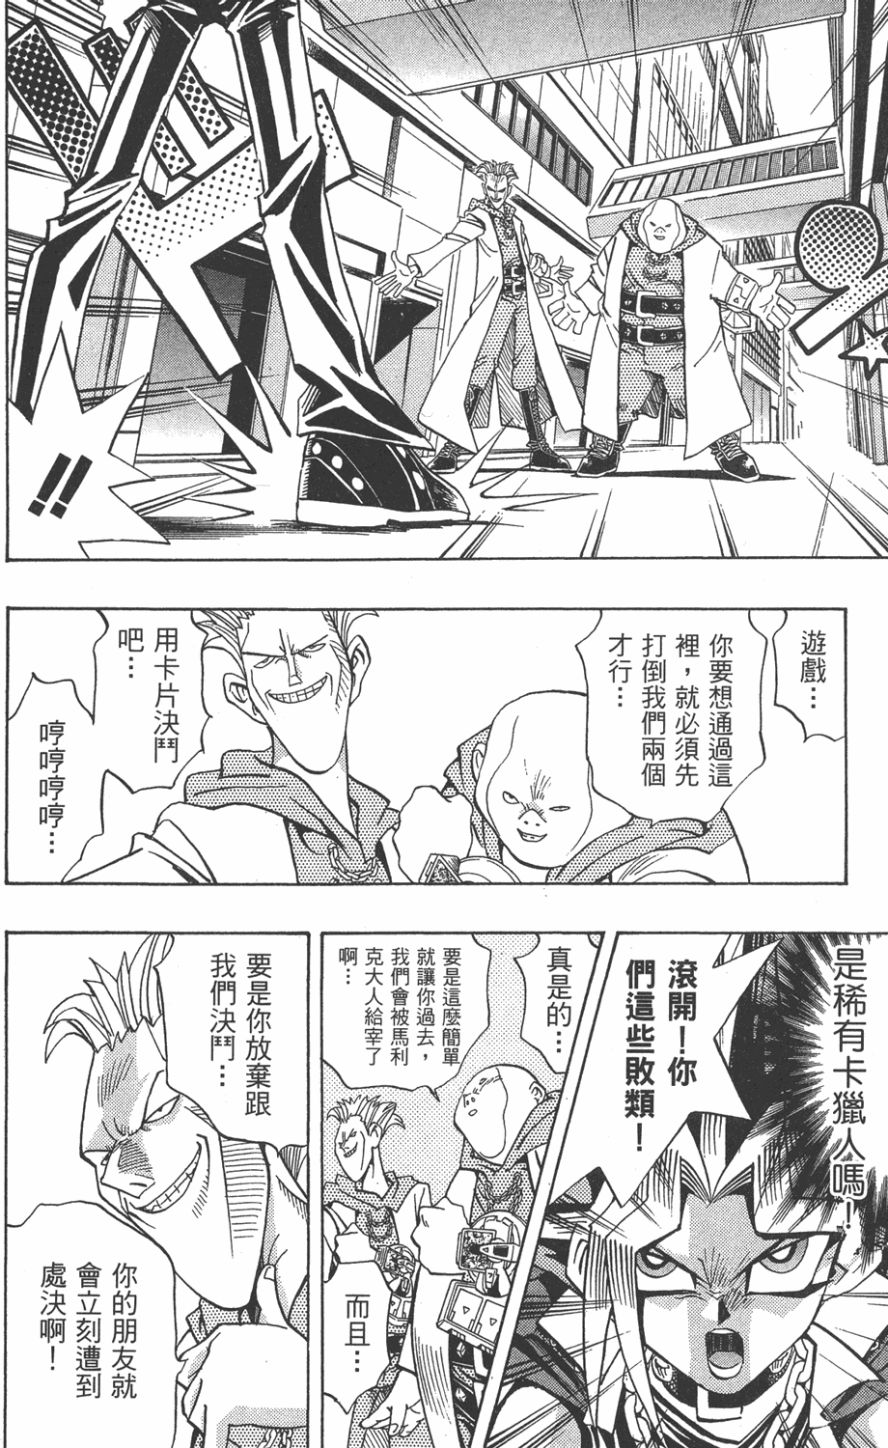 !!
遊戲…
你要想通過這
裡，就必須先
打倒我們兩個
才行…
用卡片決鬥
吧…
哼哼哼哼…
是稀有卡獵人嗎！
滾開！你
們這些敗類！
真是的…
要是這麼簡單
就讓你過去，
我們會被馬利
克大人給宰了
啊…
而且…
要是你放棄跟
我們決鬥…
你的朋友就
會立刻遭到
處決啊！